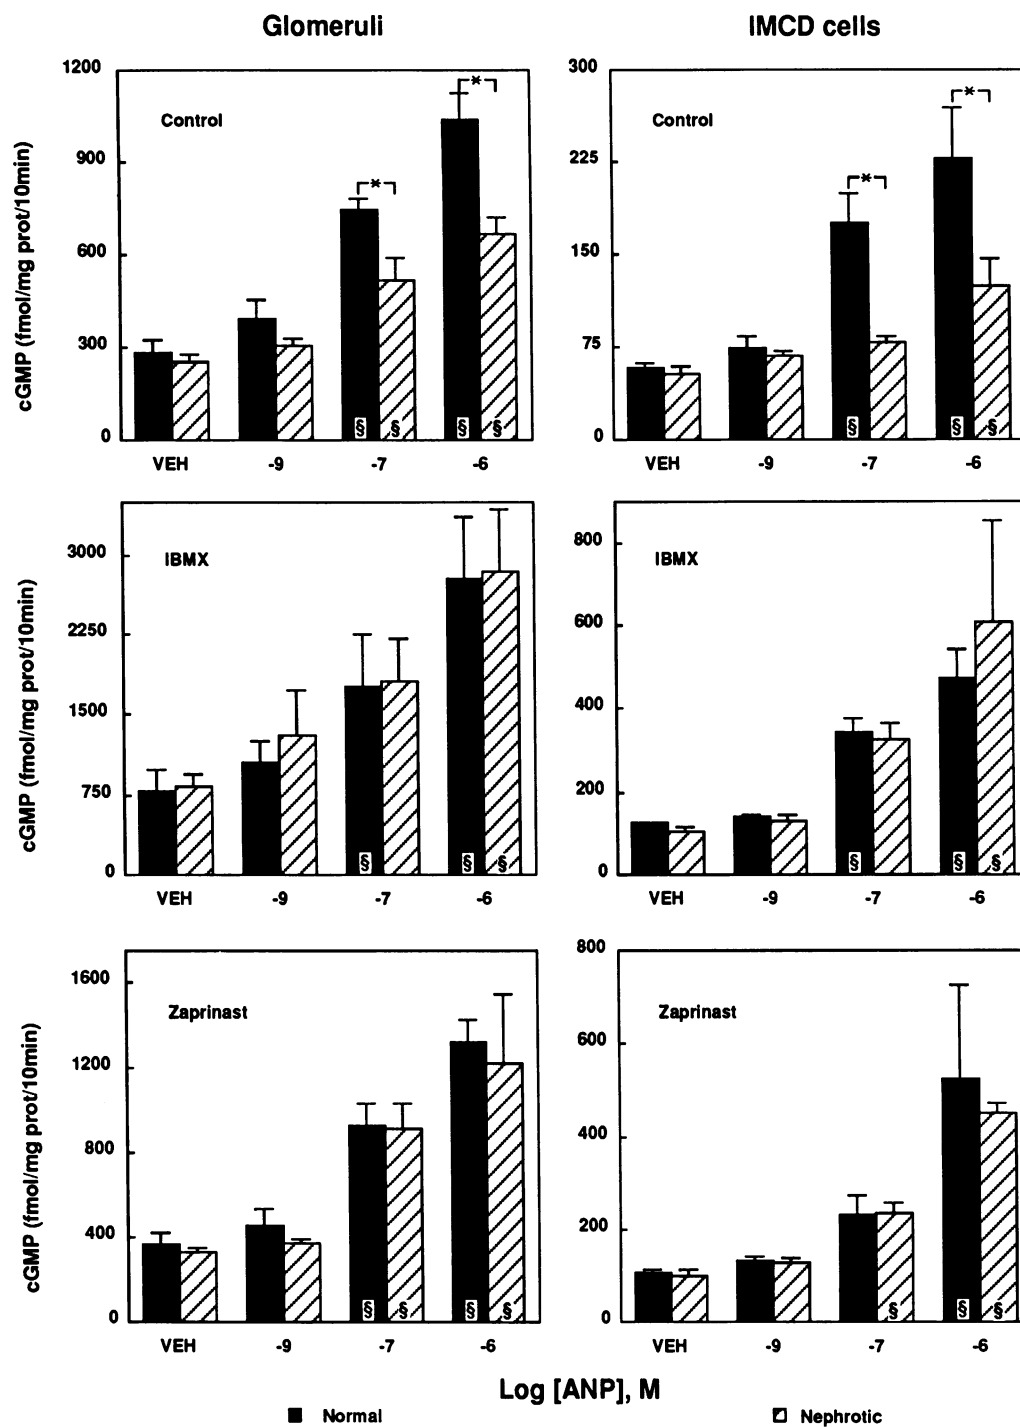 Glomeruli
IMCD cells
cGMP (fmol/mg prot/10min)
1200
900
600
300
0
Control
*
*
§ § § §
VEH -9 -7 -6
300
225
150
75
0
Control
*
*
§ § §
VEH -9 -7 -6
cGMP (fmol/mg prot/10min)
3000
2250
1500
750
0
IBMX
§ § §
VEH -9 -7 -6
800
600
400
200
0
IBMX
§ § §
VEH -9 -7 -6
cGMP (fmol/mg prot/10min)
1600
1200
800
400
0
Zaprinast
§ § § §
VEH -9 -7 -6
800
600
400
200
0
Zaprinast
§ § §
VEH -9 -7 -6
Log [ANP], M
Normal
Nephrotic